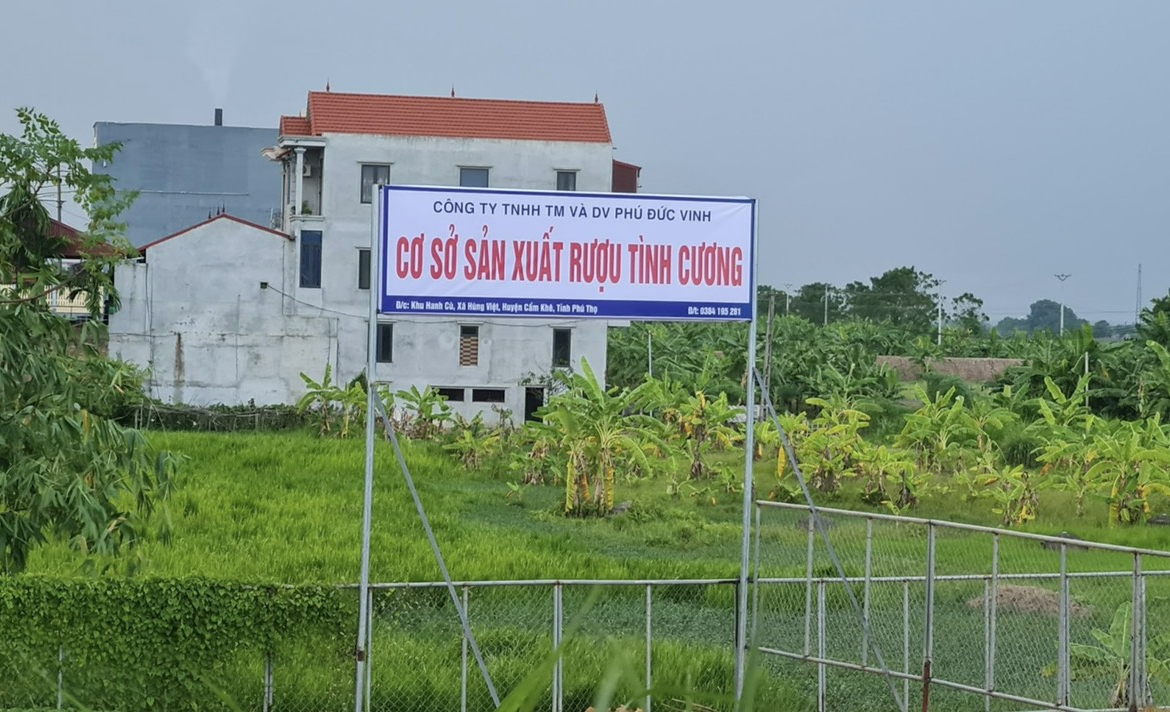 CÔNG TY TNHH TM VÀ DV PHÚ ĐỨC VINH
CƠ SỞ SẢN XUẤT RƯỢU TÌNH CƯƠNG
Đ/c: Khu Hanh Cù, Xã Hùng Việt, Huyện Cẩm Khê, Tỉnh Phú Thọ
Đ/t: 0384 195 281